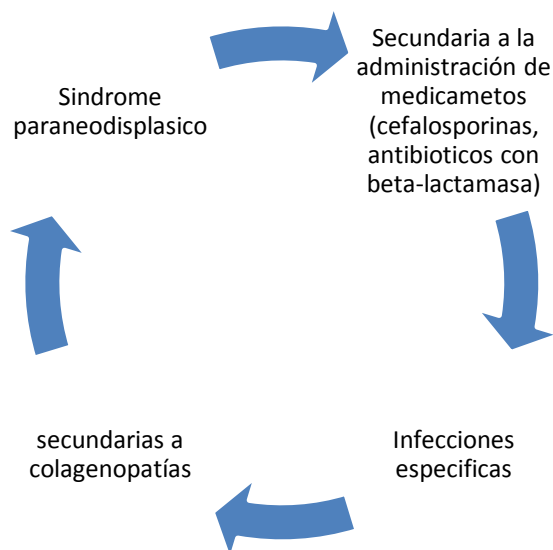 Sindrome
paraneodisplasico
Secundaria a la
administración de
medicametos
(cefalosporinas,
antibioticos con
beta-lactamasa)
Infecciones
especificas
secundarias a
colagenopatías